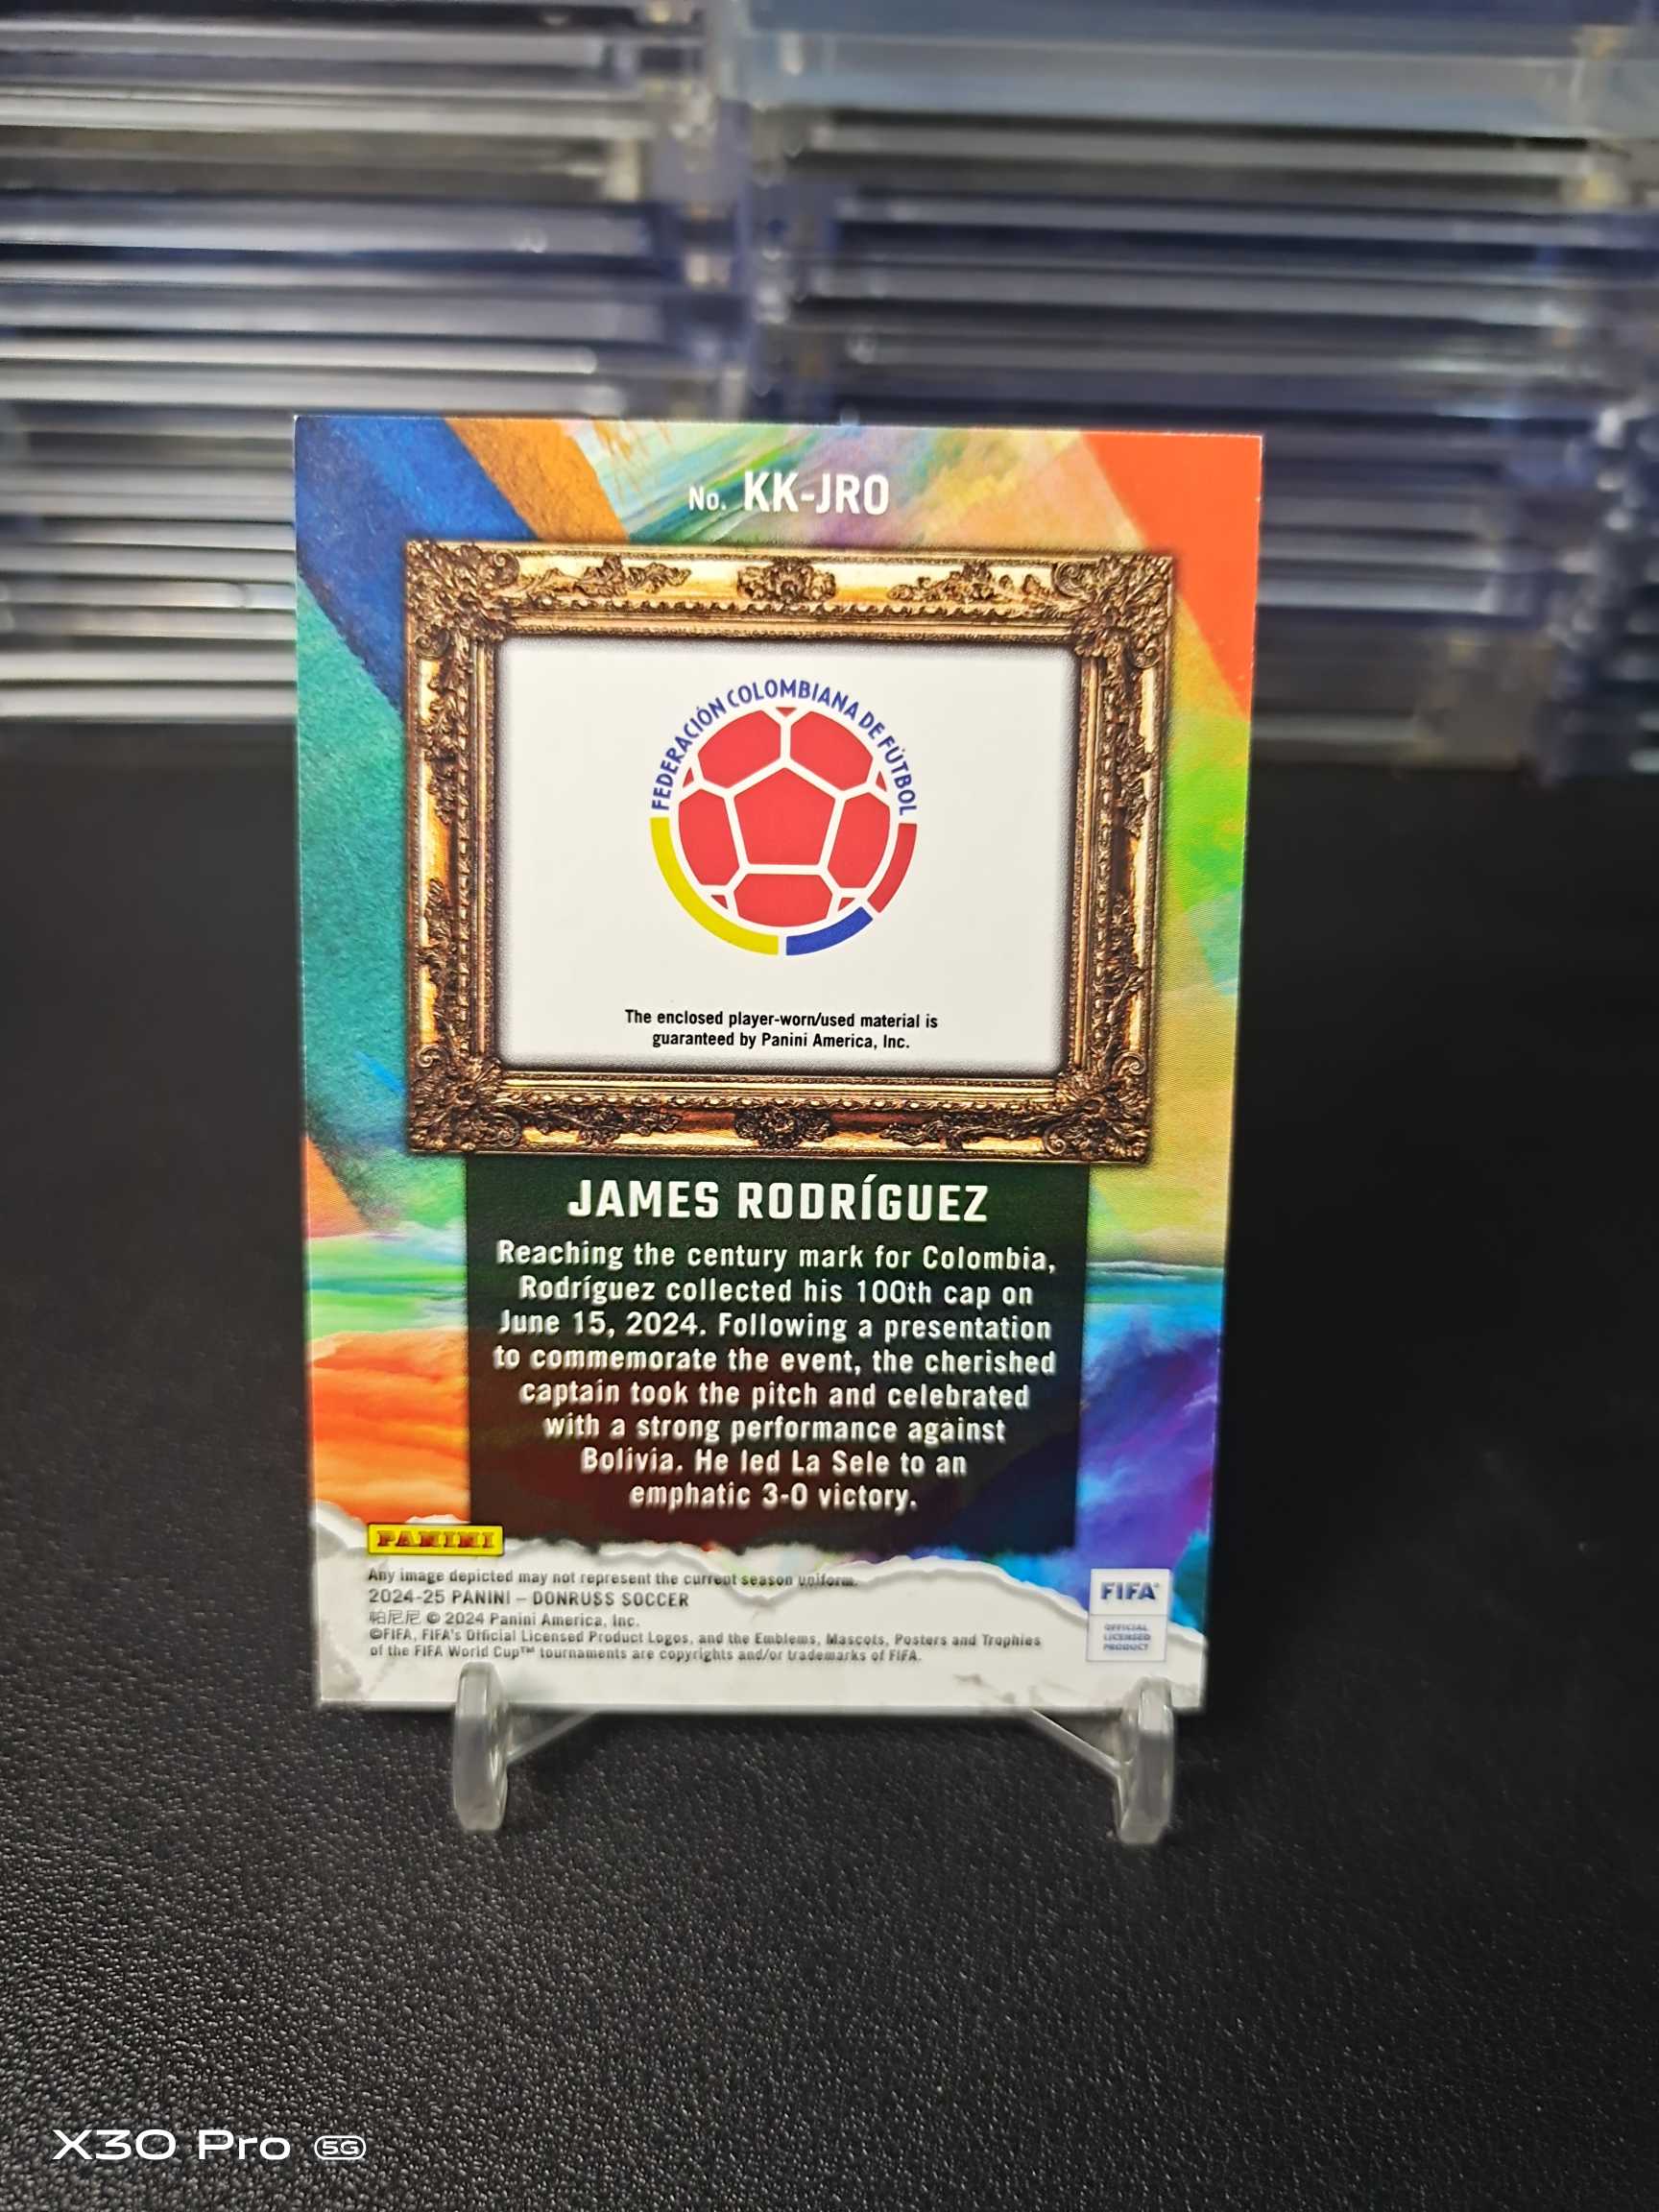 No. KK-JRO
FEDERACIÓN COLOMBIANA DE FÚTBOL
The enclosed player-worn/used material is
guaranteed by Panini America, Inc.
JAMES RODRÍGUEZ
Reaching the century mark for Colombia,
Rodríguez collected his 100th cap on
June 15, 2024. Following a presentation
to commemorate the event, the cherished
captain took the pitch and celebrated
with a strong performance against
Bolivia. He led La Sele to an
emphatic 3-0 victory.
PANINI
Any image depicted may not represent the current season uniform.
2024-25 PANINI – DONRUSS SOCCER
帕尼尼 © 2024 Panini America, Inc.
©FIFA, FIFA's Official Licensed Product Logos, and the Emblems, Mascots, Posters and Trophies
of the FIFA World Cup™ tournaments are copyrights and/or trademarks of FIFA.
FIFA®
OFFICIAL
LICENSED
PRODUCT
X30 Pro 5G